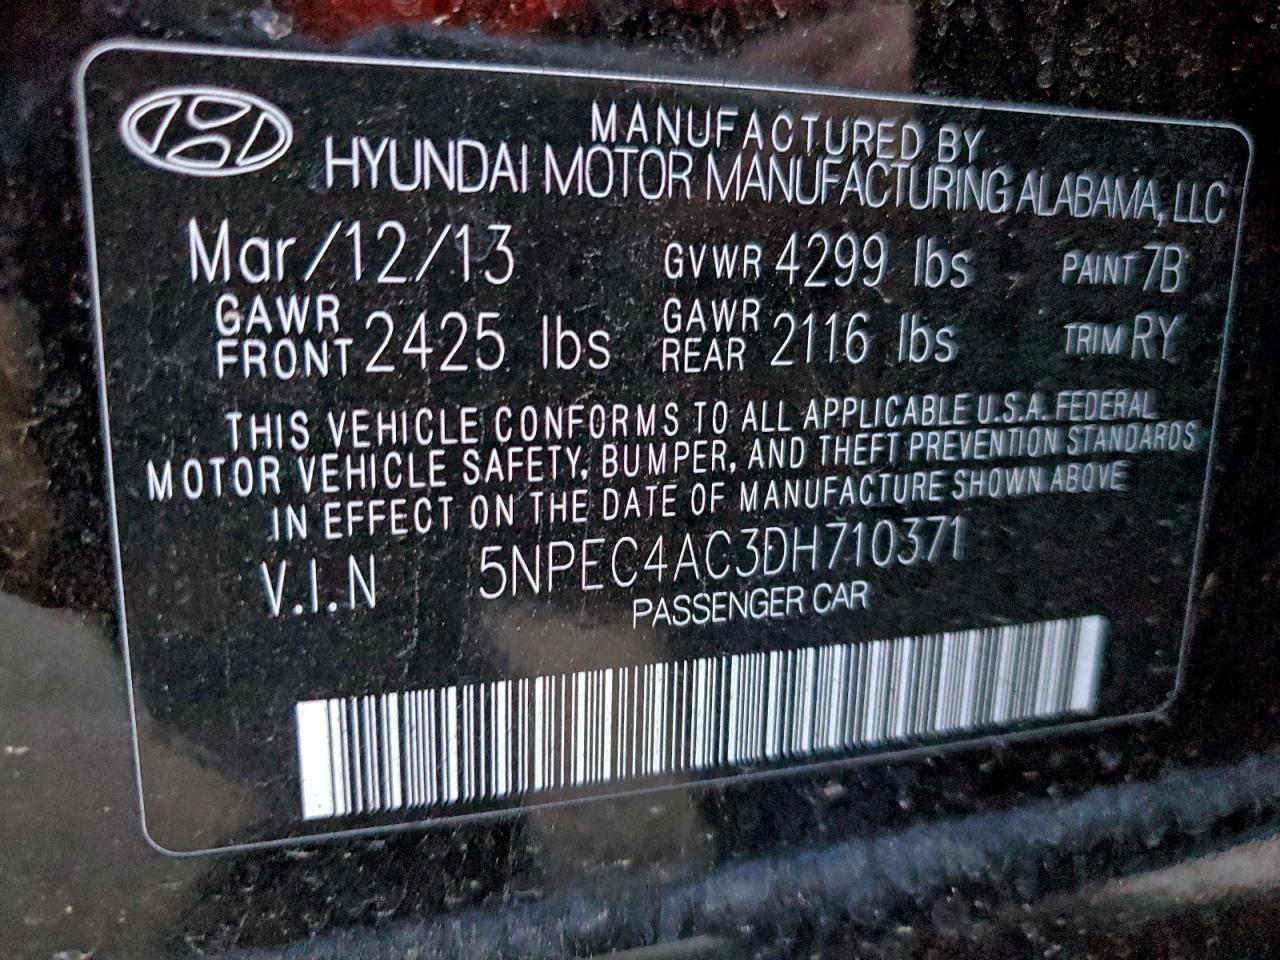 MANUFACTURED BY
HYUNDAI MOTOR MANUFACTURING ALABAMA, LLC
Mar/12/13 GVWR 4299 lbs PAINT 7B
GAWR FRONT 2425 lbs GAWR REAR 2116 lbs TRIM RY
THIS VEHICLE CONFORMS TO ALL APPLICABLE U.S.A. FEDERAL
MOTOR VEHICLE SAFETY, BUMPER, AND THEFT PREVENTION STANDARDS
IN EFFECT ON THE DATE OF MANUFACTURE SHOWN ABOVE
V.I.N 5NPEC4AC3DH710371
PASSENGER CAR